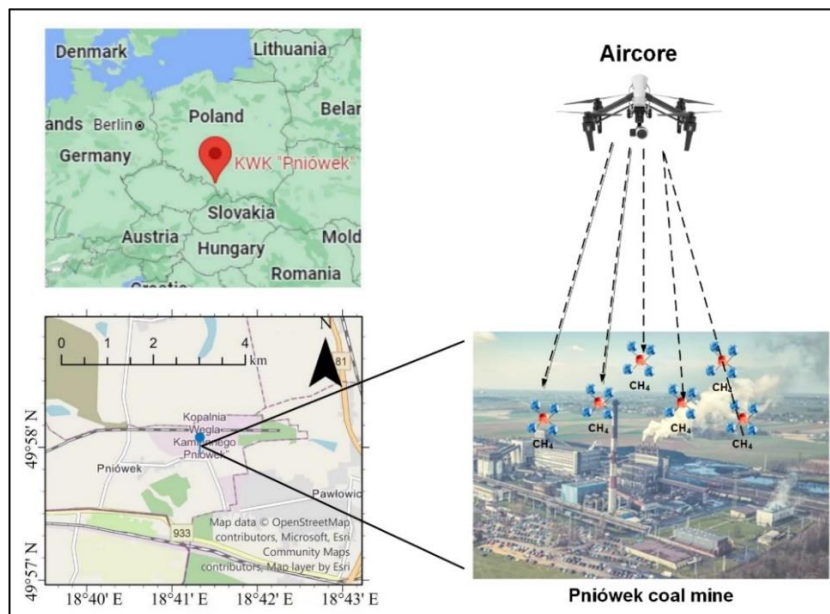 Denmark
Lithuania
Poland
ands
Berlin
Belar
Germany
KWK "Pniówek"
Slovakia
Austria
Hungary
Mold
Romania
Croatia
Aircore
N
0 1 2 3 4
km
81
Kopalnia
Węgla
Kamiennego
"Pniówek"
Pniówek
Pawłowic
933
Map data © OpenStreetMap
contributors, Microsoft, Esri
Community Maps
contributors, Map layer by Esri
49°58' N
49°57' N
18°40' E 18°41' E 18°42' E 18°43' E
CH₄
CH₄
CH₄
CH₄
CH₄
CH₄
Pniówek coal mine